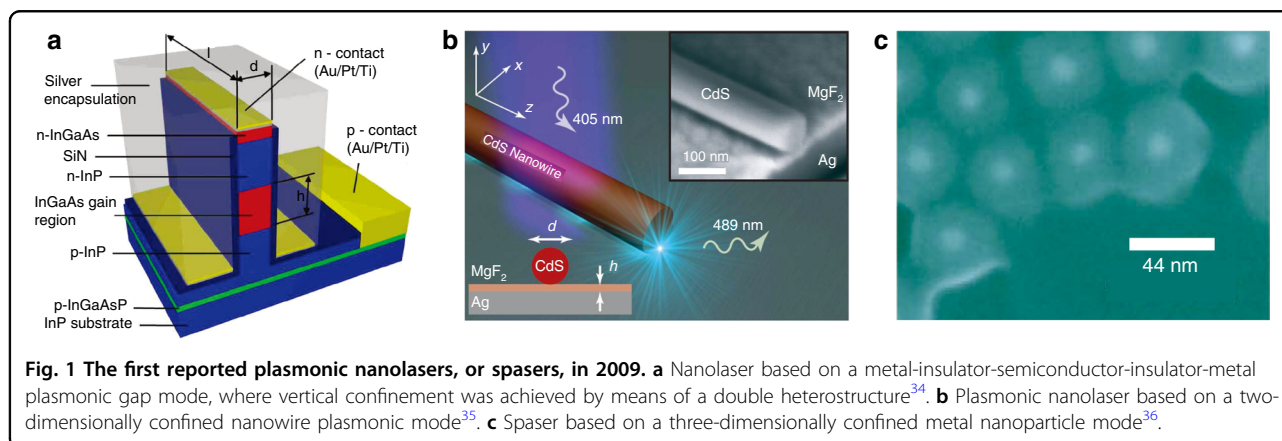 a
l
d
n - contact
(Au/Pt/Ti)
Silver
encapsulation
n-InGaAs
SiN
n-InP
InGaAs gain
region
p-InP
p-InGaAsP
InP substrate
h
p - contact
(Au/Pt/Ti)
b
y
x
z
405 nm
CdS Nanowire
489 nm
d
CdS
MgF2
h
Ag
CdS
MgF2
Ag
100 nm
c
44 nm
Fig. 1 The first reported plasmonic nanolasers, or spasers, in 2009. a Nanolaser based on a metal-insulator-semiconductor-insulator-metal
plasmonic gap mode, where vertical confinement was achieved by means of a double heterostructure34. b Plasmonic nanolaser based on a two-
dimensionally confined nanowire plasmonic mode35. c Spaser based on a three-dimensionally confined metal nanoparticle mode36.